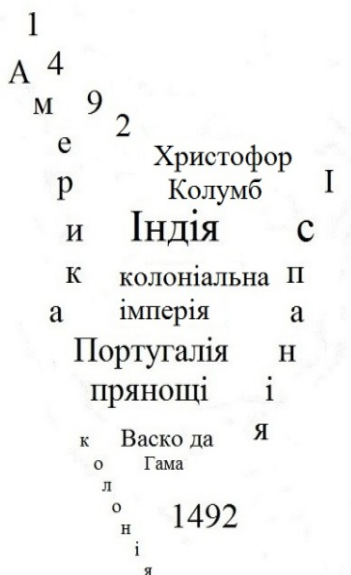 1492
Америка
Христофор
Колумб
Іспанія
Індія
колоніальна
імперія
Португалія
прянощі
Васко да
Гама
колонія
1492